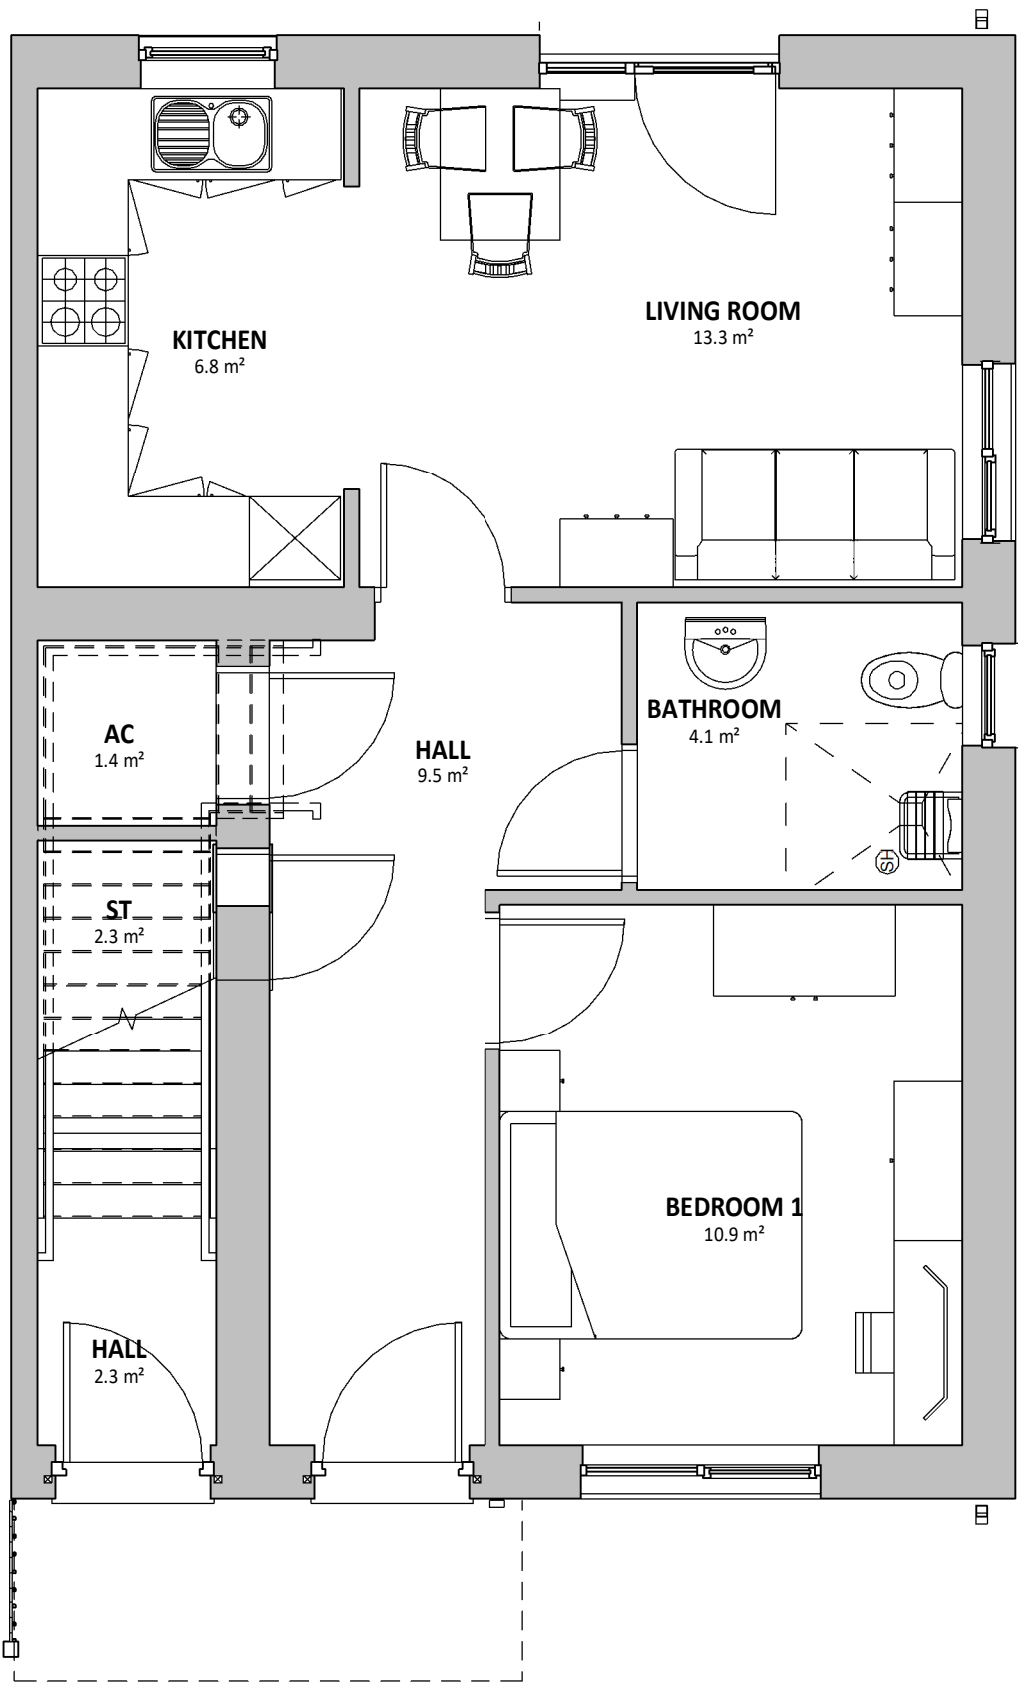 LIVING ROOM
13.3 m²
KITCHEN
6.8 m²
BATHROOM
4.1 m²
AC
1.4 m²
HALL
9.5 m²
SH
ST
2.3 m²
BEDROOM 1
10.9 m²
HALL
2.3 m²